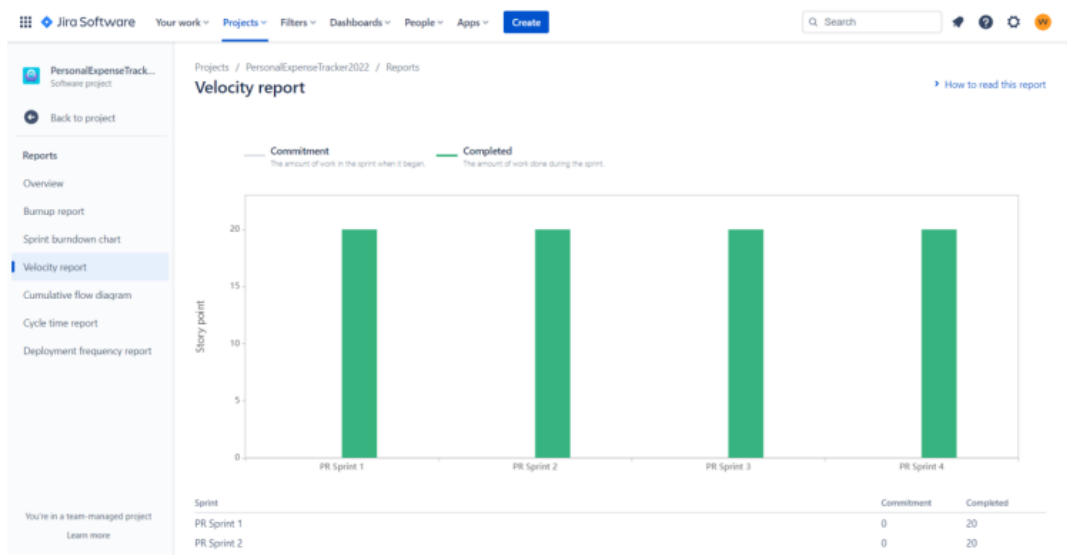 Jira Software Your work Projects Filters Dashboards People Apps Create Search W
PersonalExpenseTrack...
Software project
Back to project
Reports
Overview
Burnup report
Sprint burndown chart
Velocity report
Cumulative flow diagram
Cycle time report
Deployment frequency report
You're in a team-managed project
Learn more
Projects / PersonalExpenseTracker2022 / Reports
Velocity report
How to read this report
Commitment
The amount of work in the sprint when it began.
Completed
The amount of work done during the sprint.
Story point
20
15
10
5
0
PR Sprint 1 PR Sprint 2 PR Sprint 3 PR Sprint 4
Sprint Commitment Completed
PR Sprint 1 0 20
PR Sprint 2 0 20